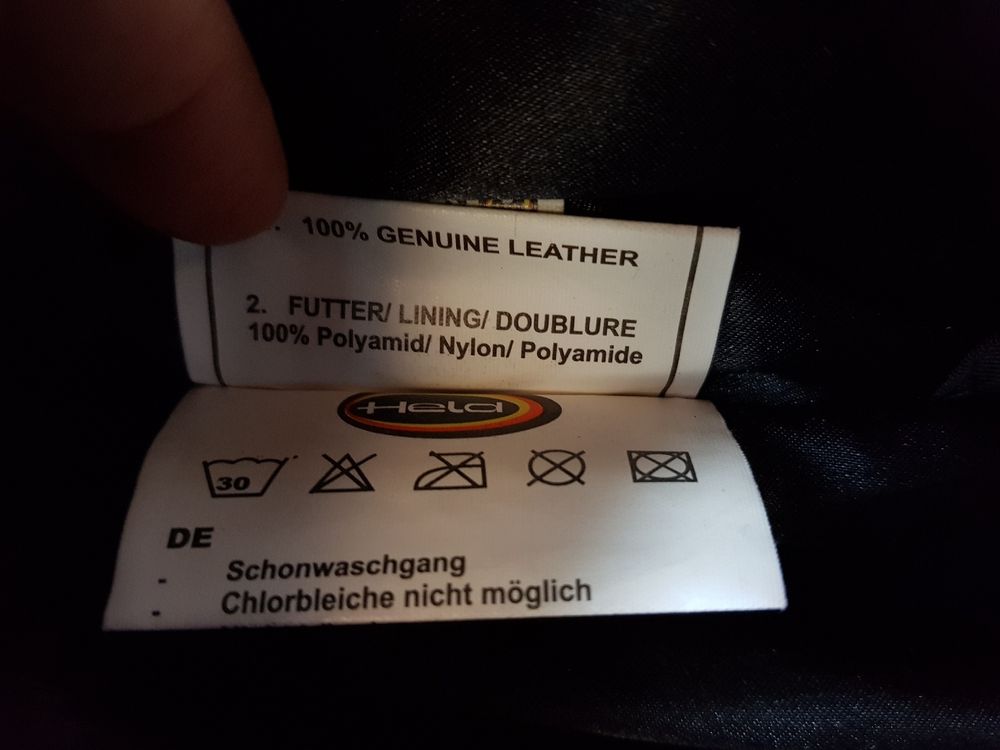 100% GENUINE LEATHER
2. FUTTER/ LINING/ DOUBLURE
100% Polyamid/ Nylon/ Polyamide
Held
30
DE
- Schonwaschgang
- Chlorbleiche nicht möglich